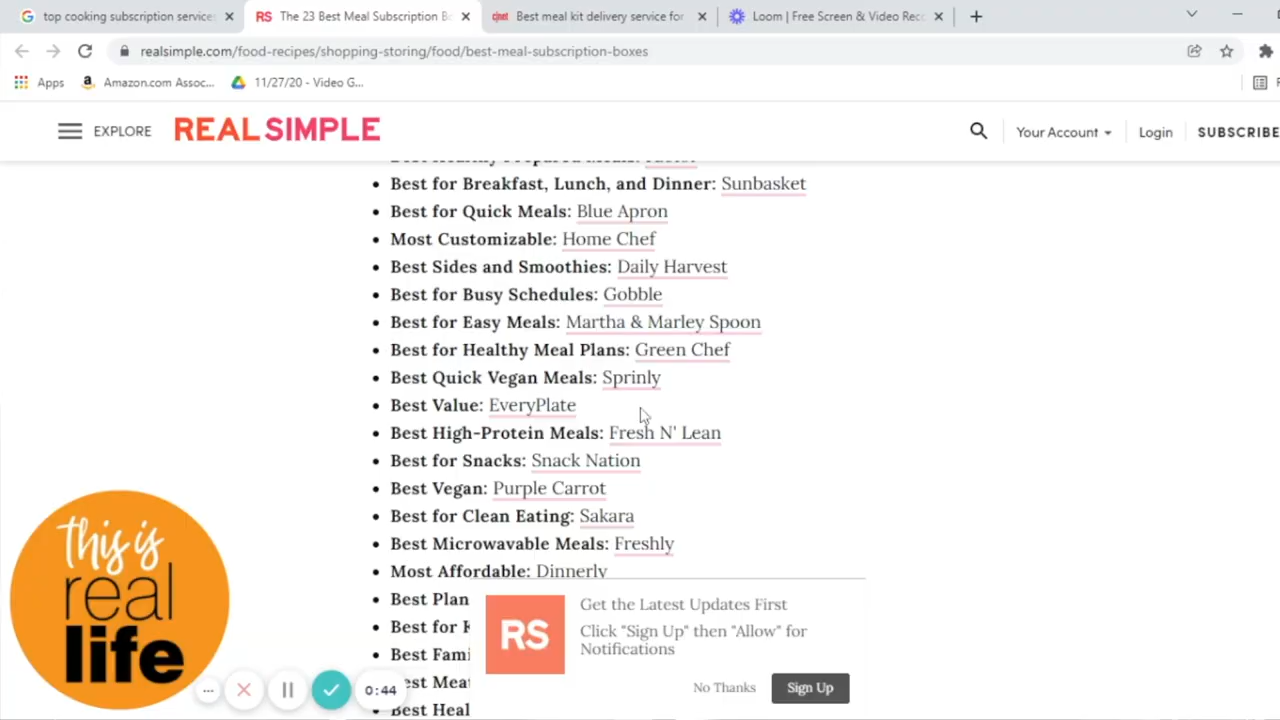 top cooking subscription services
The 23 Best Meal Subscription B
cnet Best meal kit delivery service for
Loom | Free Screen & Video Rec
realsimple.com/food-recipes/shopping-storing/food/best-meal-subscription-boxes
Apps
Amazon.com Assoc...
11/27/20 - Video G...
EXPLORE
REAL SIMPLE
Your Account
Login
SUBSCRIBE
Best for Breakfast, Lunch, and Dinner: Sunbasket
Best for Quick Meals: Blue Apron
Most Customizable: Home Chef
Best Sides and Smoothies: Daily Harvest
Best for Busy Schedules: Gobble
Best for Easy Meals: Martha & Marley Spoon
Best for Healthy Meal Plans: Green Chef
Best Quick Vegan Meals: Sprinly
Best Value: EveryPlate
Best High-Protein Meals: Fresh N' Lean
Best for Snacks: Snack Nation
Best Vegan: Purple Carrot
Best for Clean Eating: Sakara
Best Microwavable Meals: Freshly
Most Affordable: Dinnerly
Best Plan
Best for K
Best Fami
Best Meat
Best Heal
RS
Get the Latest Updates First
Click "Sign Up" then "Allow" for
Notifications
No Thanks
Sign Up
this is
real
life
0:44